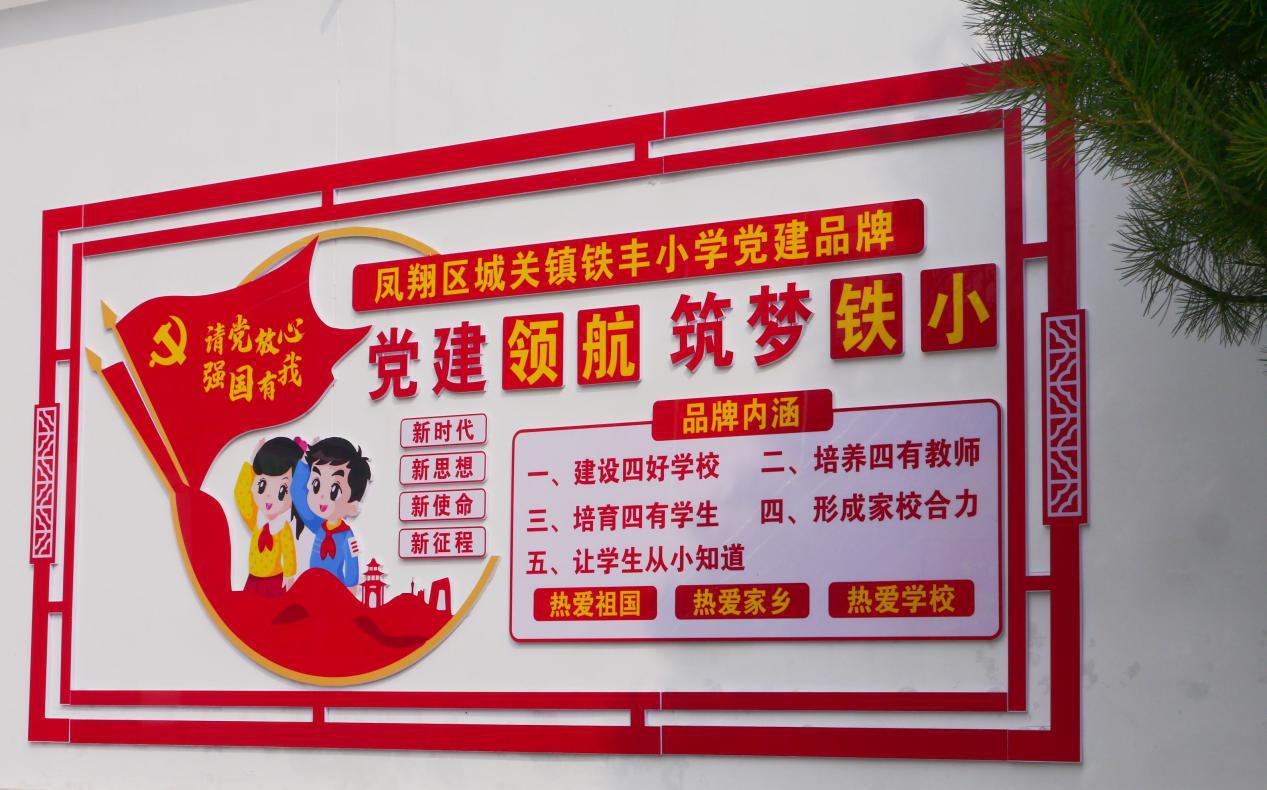 凤翔区城关镇铁丰小学党建品牌
党建领航 筑梦铁小
请党放心
强国有我
新时代
新思想
新使命
新征程
品牌内涵
一、建设四好学校 二、培养四有教师
三、培育四有学生 四、形成家校合力
五、让学生从小知道
热爱祖国 热爱家乡 热爱学校